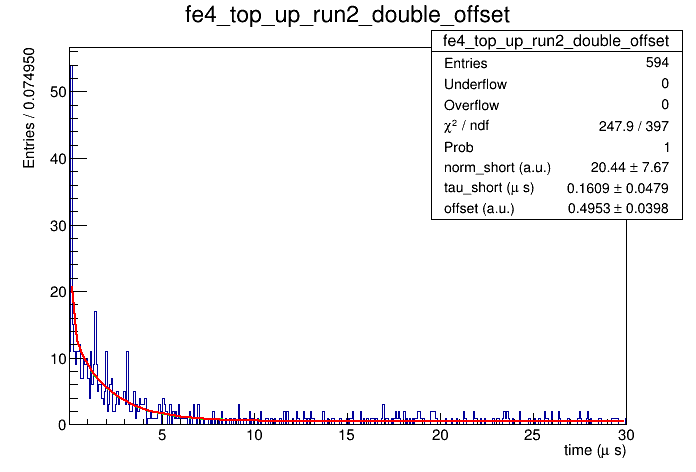 fe4_top_up_run2_double_offset
fe4_top_up_run2_double_offset
Entries 594
Underflow 0
Overflow 0
χ² / ndf 247.9 / 397
Prob 1
norm_short (a.u.) 20.44 ± 7.67
tau_short (μ s) 0.1609 ± 0.0479
offset (a.u.) 0.4953 ± 0.0398
Entries / 0.074950
50
40
30
20
10
0
5 10 15 20 25 30
time (μ s)